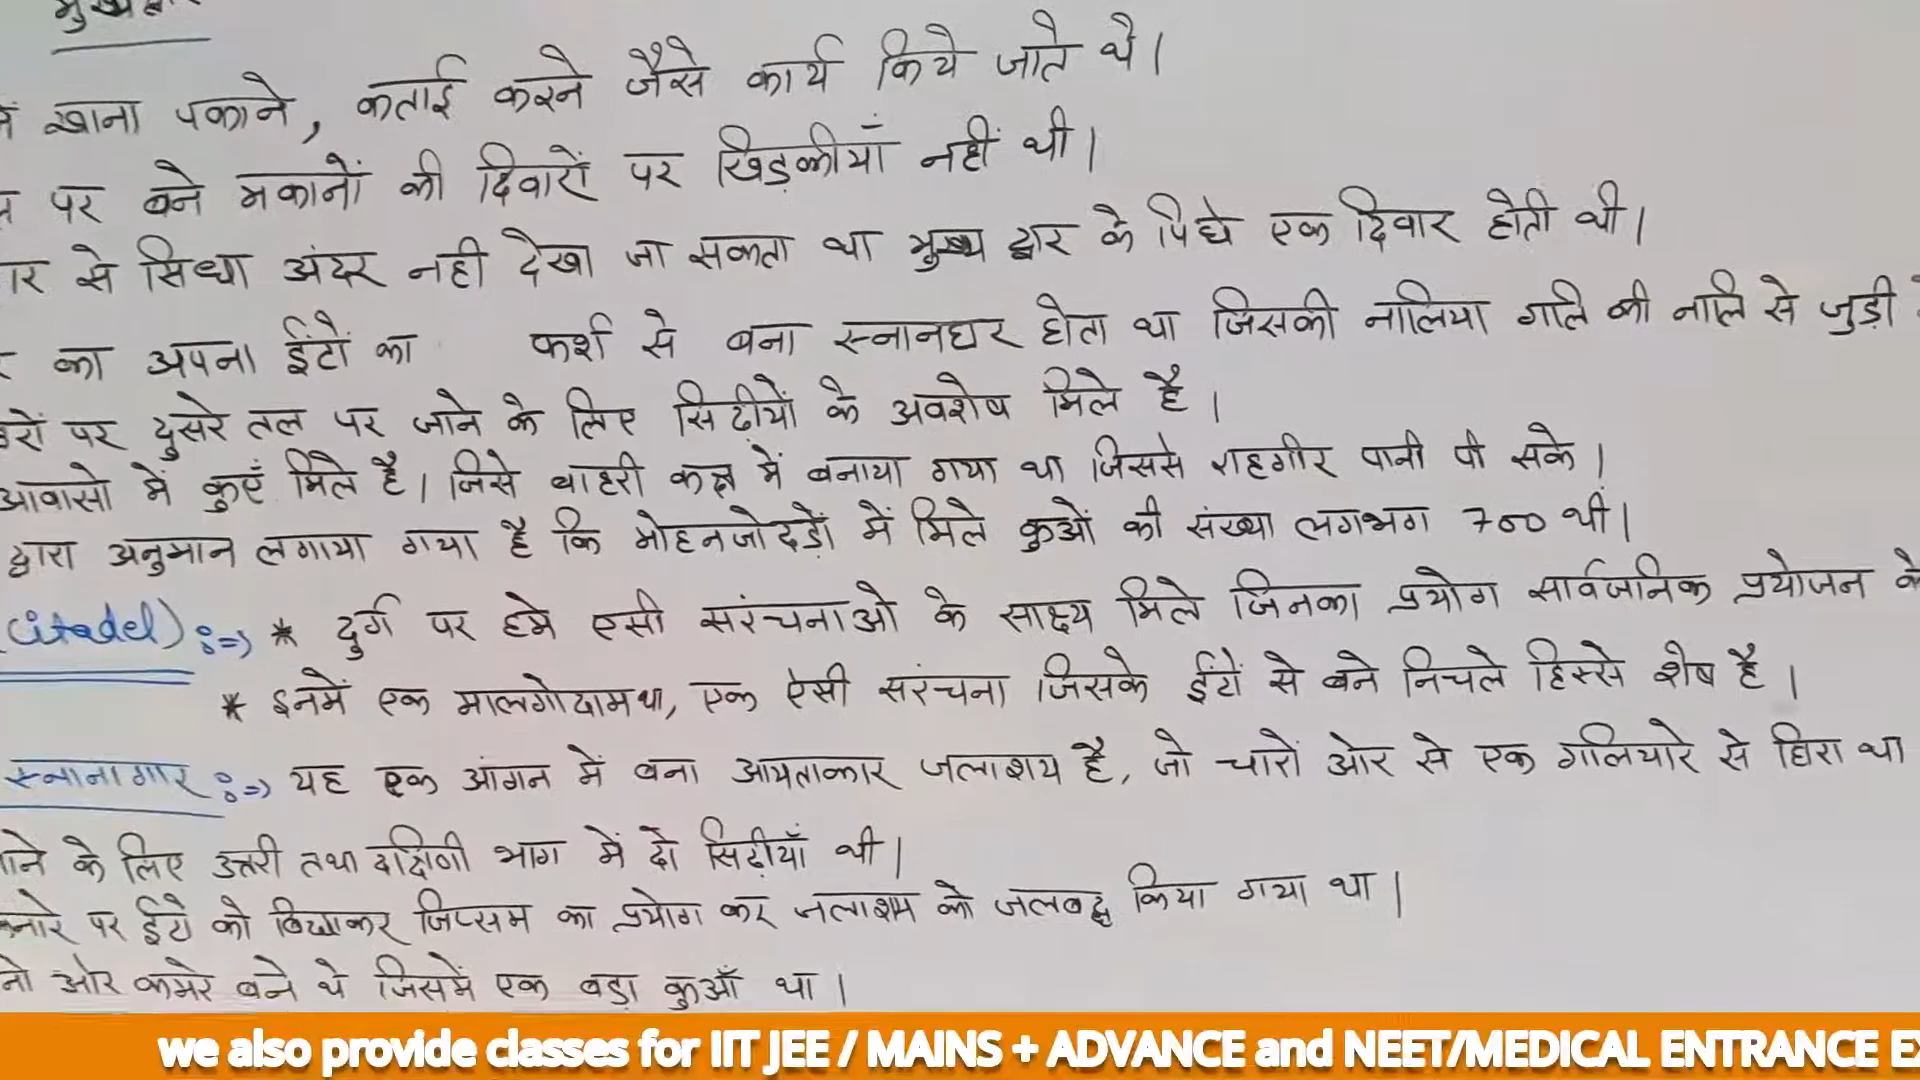 खाना पकाने, कताई करने जैसे कार्य किये जाते थे।
पर बने मकानों की दिवारों पर खिड़कीयाँ नहीं थी।
से सिधा अंदर नही देखा जा सकता था मुख्य द्वार के पिछे एक दिवार होती थी।
का अपना ईंटों का फर्श से बना स्नानघर होता था जिसकी नालिया गलि की नालि से जुड़ी
पर दुसरे तल पर जाने के लिए सिढ़ीयों के अवशेष मिले है।
आवासो में कुएँ मिले है। जिसे बाहरी कक्ष में बनाया गया था जिससे राहगीर पानी पी सके।
द्वारा अनुमान लगाया गया है कि मोहनजोदड़ों में मिले कुओं की संख्या लगभग 700 थीं।
(Citadel) :=> * दुर्ग पर हमे एसी सरंचनाओ के साक्ष्य मिले जिनका प्रयोग सार्वजनिक प्रयोजन के
* इनमें एक मालगोदाम था, एक ऐसी सरंचना जिसके ईंटों से बने निचले हिस्से शेष है।
स्नानागार :=> यह एक आंगन में बना आयताकार जलाशय है, जो चारों ओर से एक गलियारे से घिरा था
के लिए उत्तरी तथा दक्षिणी भाग में दो सिढ़ीयाँ थी।
पर ईंटो को बिछाकर जिप्सम का प्रयोग कर जलाशय को जलबद्ध किया गया था।
ओर कमरे बने थे जिसमें एक बड़ा कुआँ था।
we also provide classes for IIT JEE / MAINS + ADVANCE and NEET/MEDICAL ENTRANCE